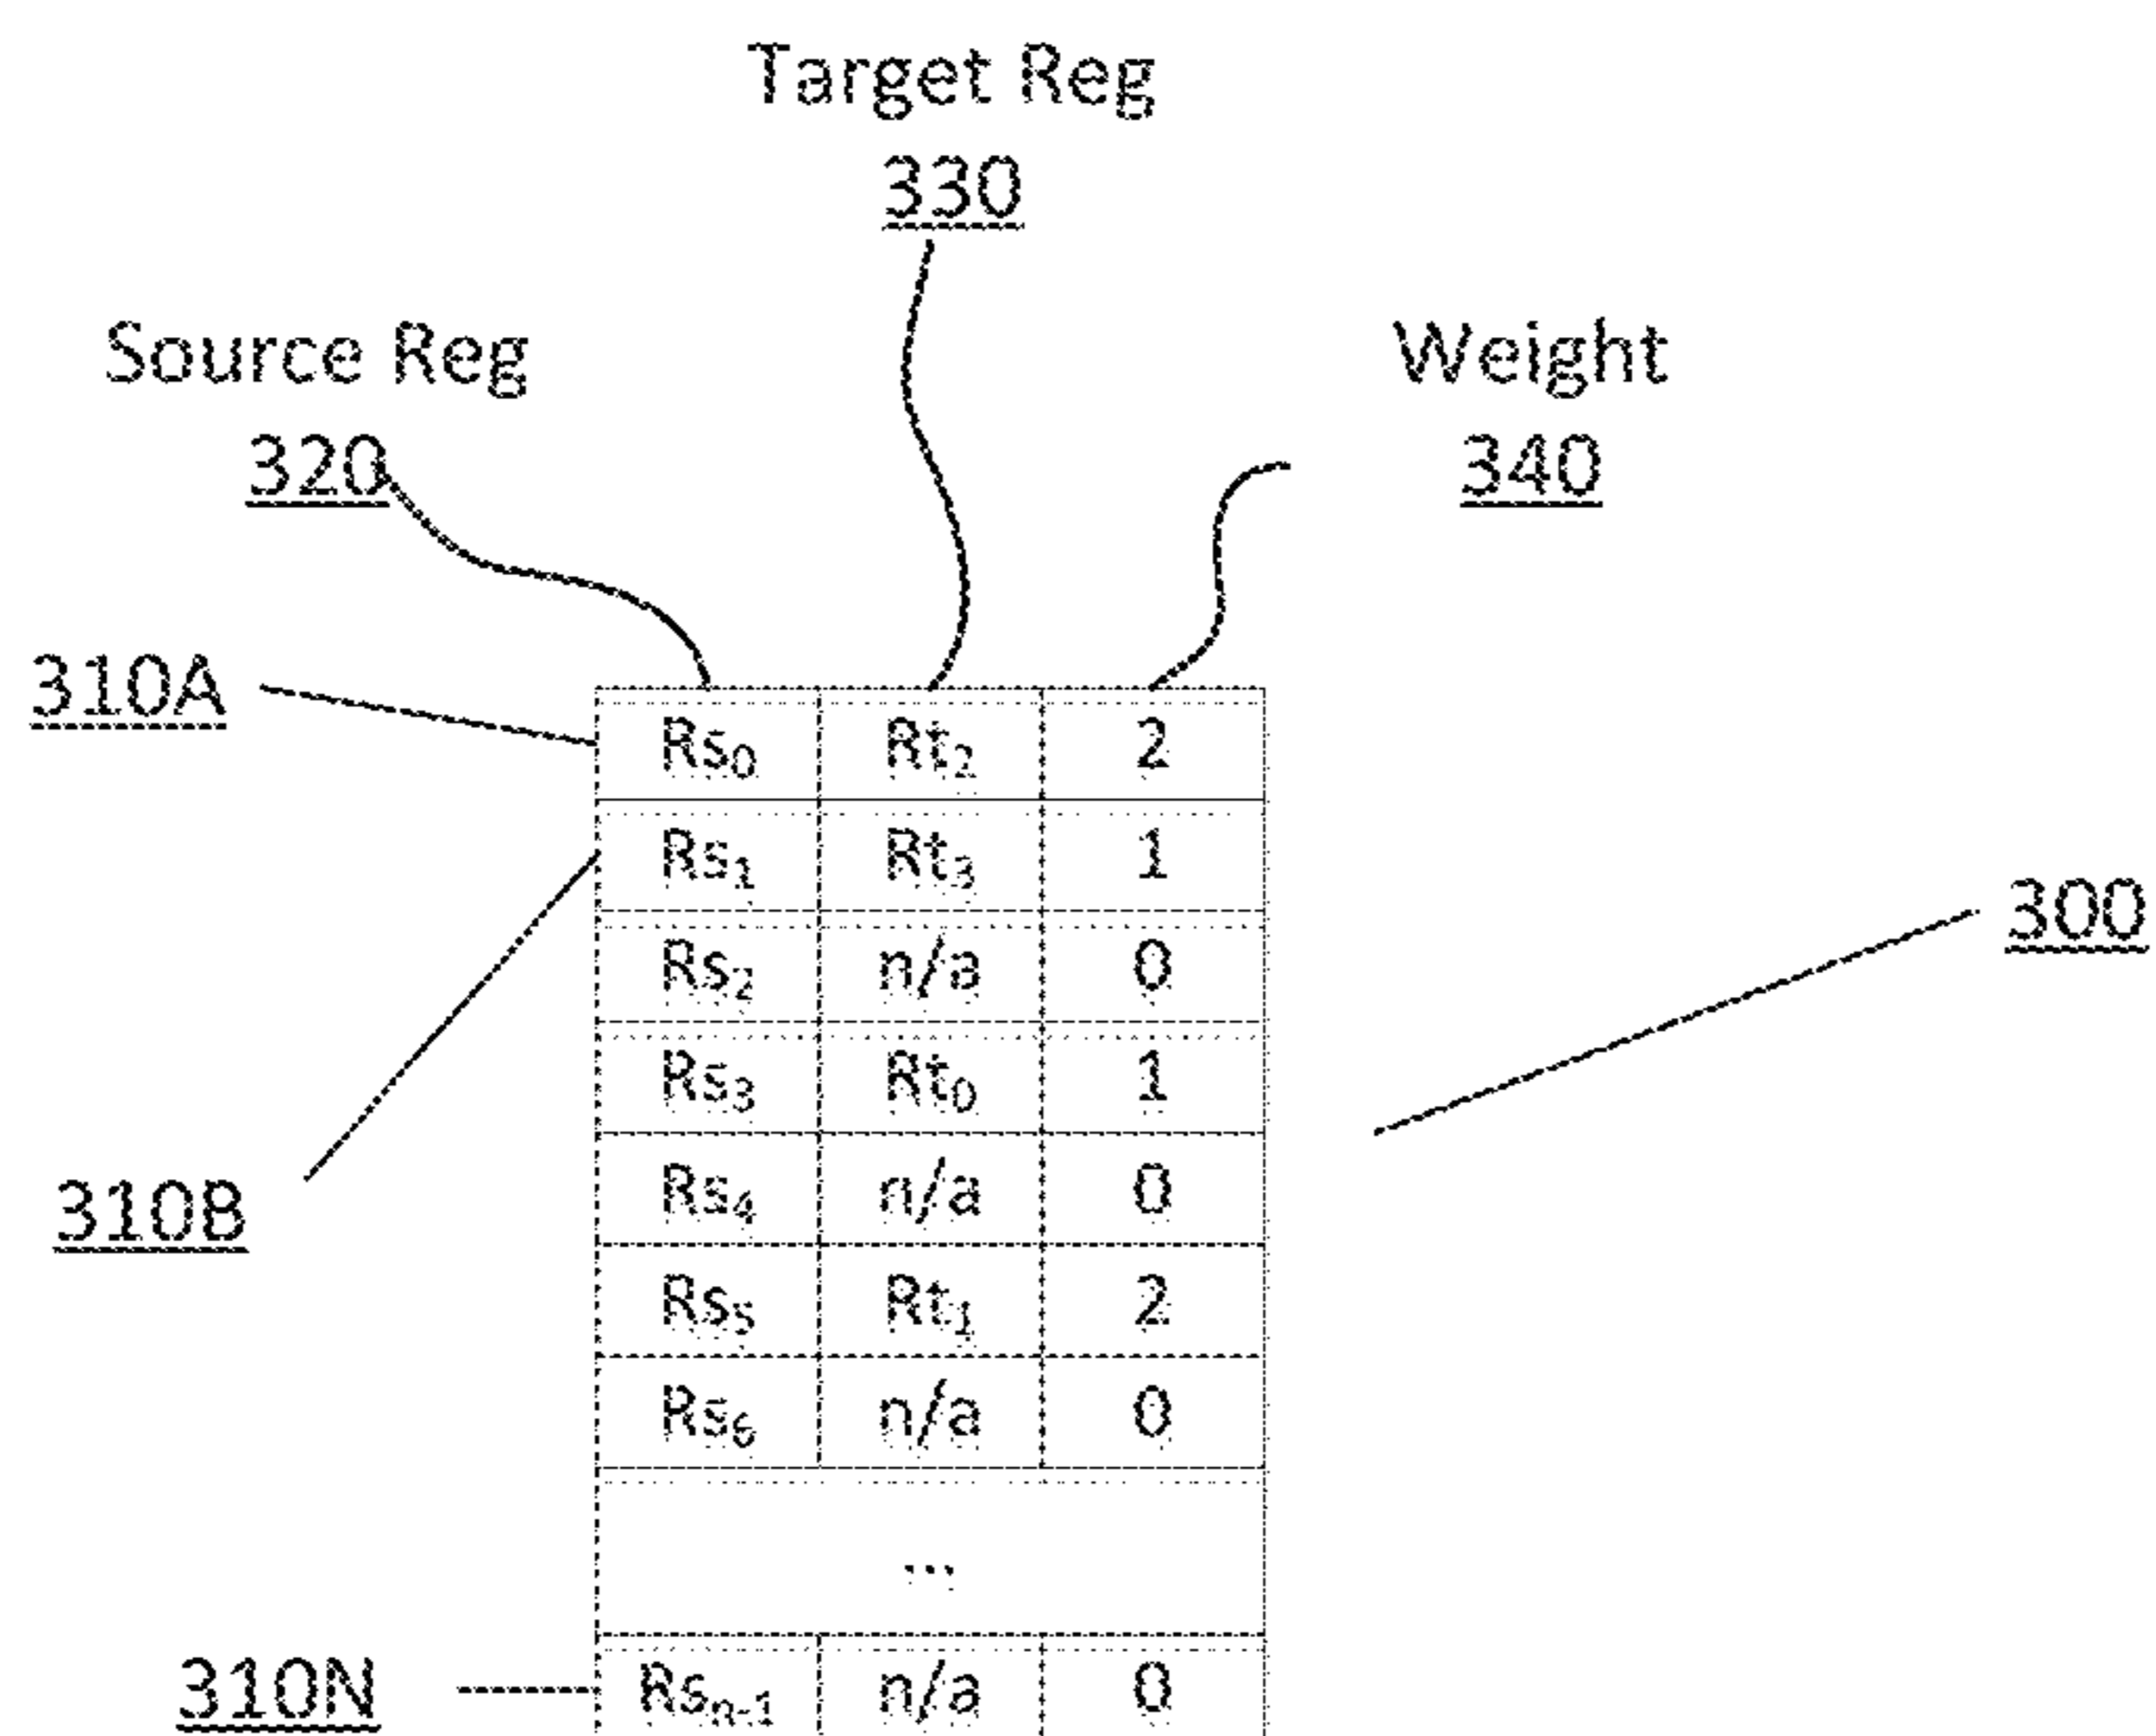 Target Reg
330
Source Reg
320
Weight
340
310A
Rs₀ Rt₂ 2
Rs₁ Rt₃ 1
300
Rs₂ n/a 0
Rs₃ Rt₀ 1
310B
Rs₄ n/a 0
Rs₅ Rt₁ 2
Rs₆ n/a 0
...
310N
Rsₙ₋₁ n/a 0